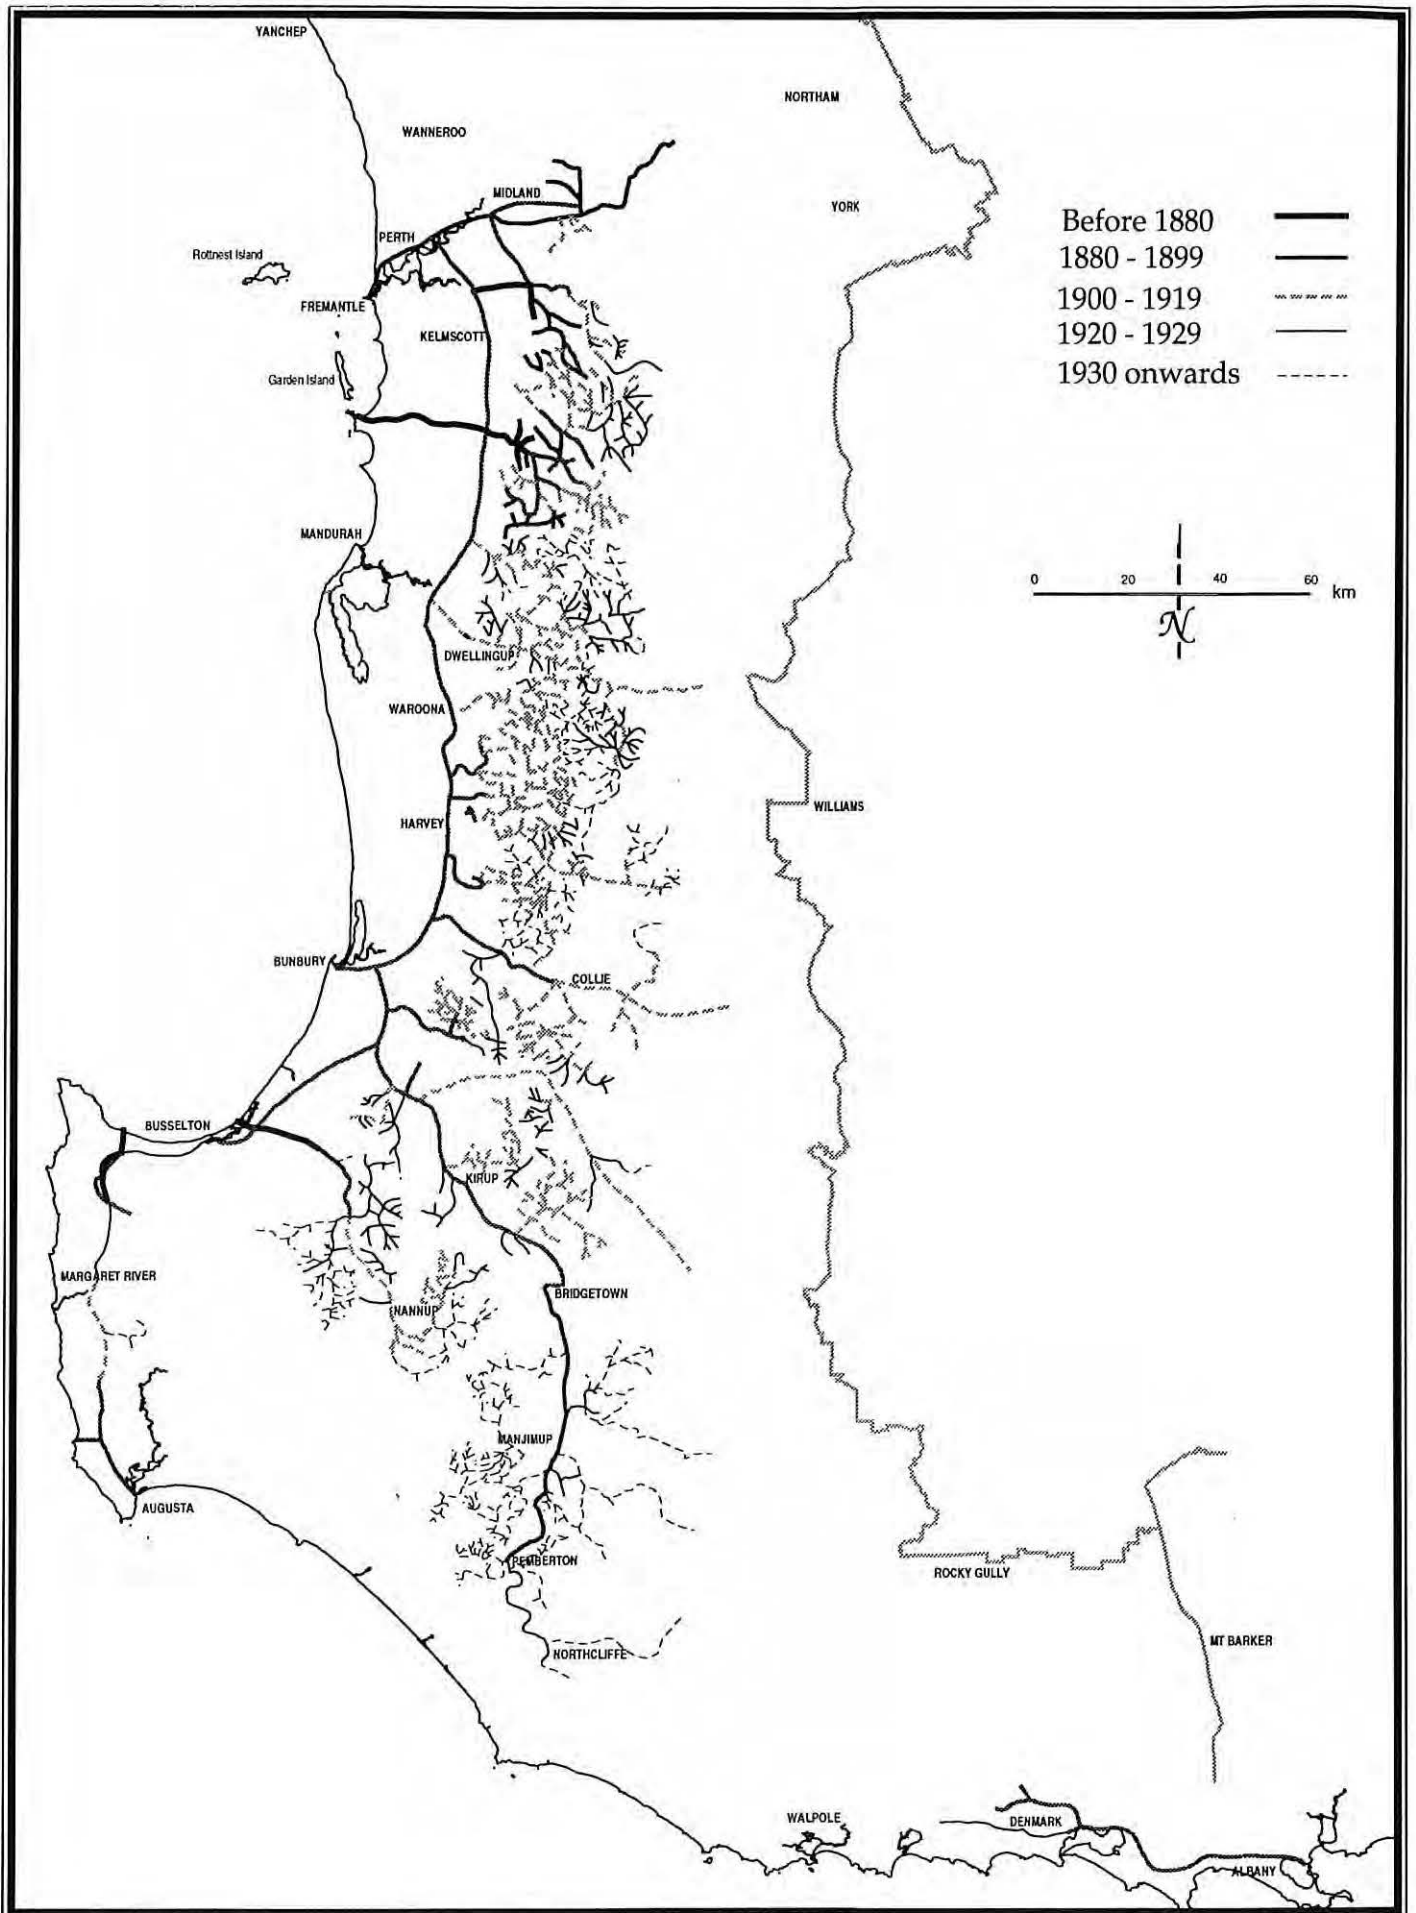 YANCHEP
NORTHAM
WANNEROO
MIDLAND
YORK
Before 1880
PERTH
Rottnest Island
1880 - 1899
1900 - 1919
FREMANTLE
KELMSCOTT
1920 - 1929
Garden Island
1930 onwards
MANDURAH
0 20 40 60
km
N
DWELLINGUP
WAROONA
WILLIAMS
HARVEY
BUNBURY
COLLIE
BUSSELTON
KIRUP
MARGARET RIVER
BRIDGETOWN
NANNUP
MANJIMUP
AUGUSTA
PEMBERTON
ROCKY GULLY
MT BARKER
NORTHCLIFFE
WALPOLE
DENMARK
ALBANY